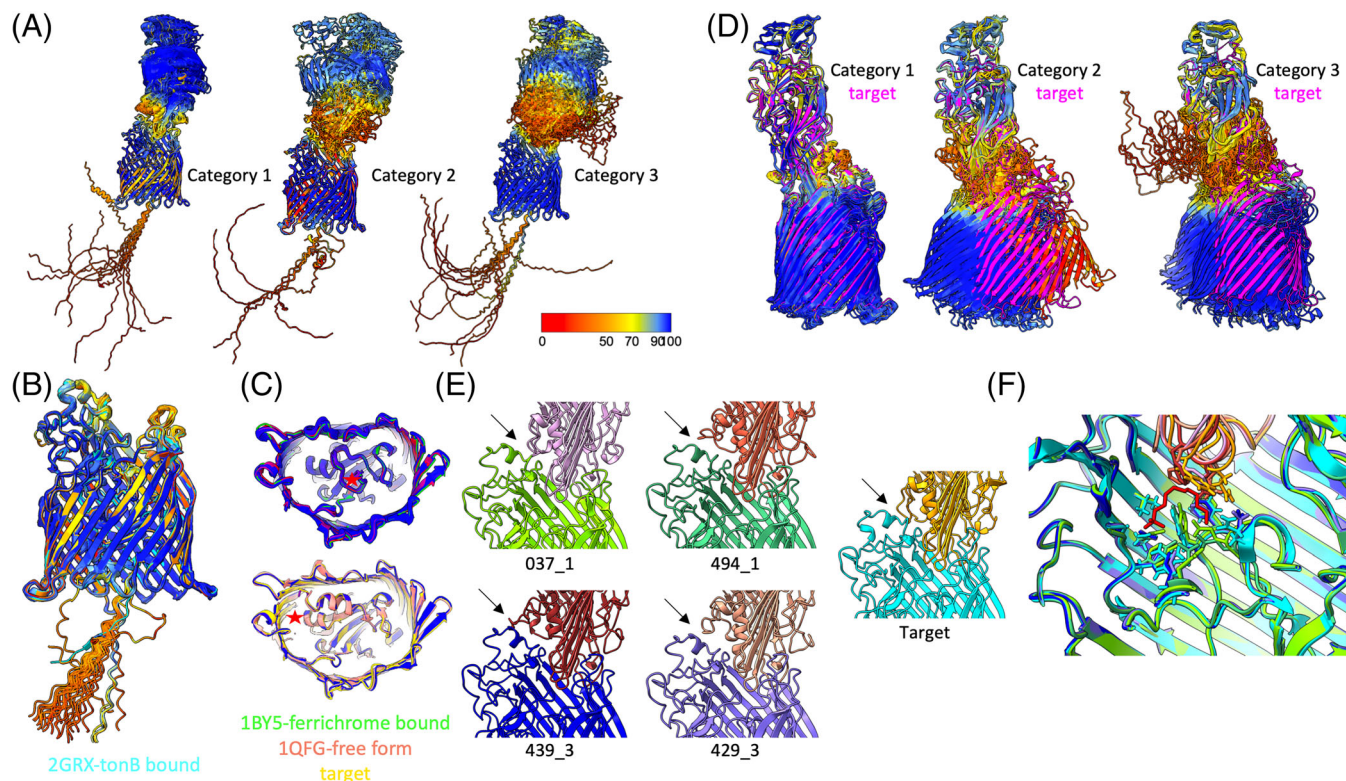 (A)
Category 1
Category 2
Category 3
0 50 70 90 100
(D)
Category 1
target
Category 2
target
Category 3
target
(B)
2GRX-tonB bound
(C)
1BY5-ferrichrome bound
1QFG-free form
target
(E)
037_1
494_1
439_3
429_3
Target
(F)